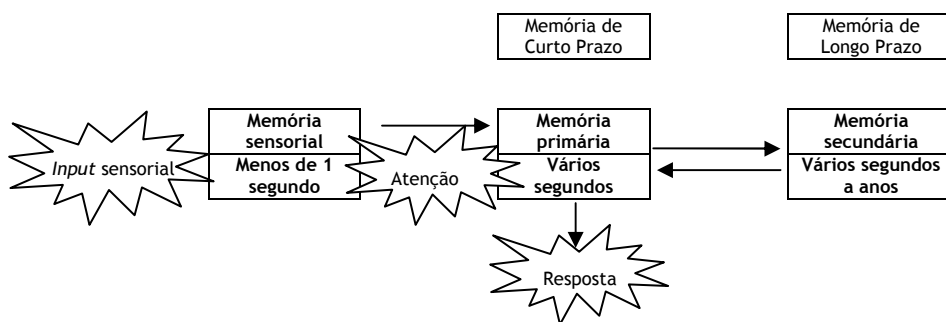 Memória de
Curto Prazo
Memória de
Longo Prazo
Input sensorial
Memória
sensorial
Menos de 1
segundo
Atenção
Memória
primária
Vários
segundos
Memória
secundária
Vários segundos
a anos
Resposta